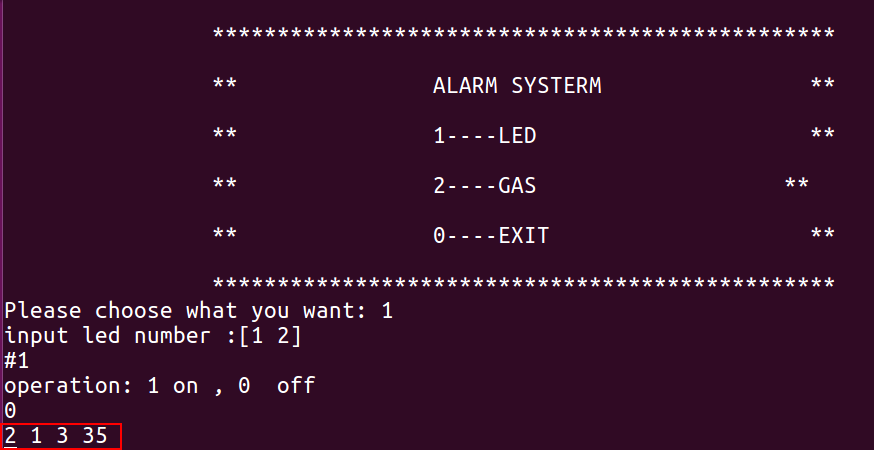 ************************************************
** ALARM SYSTERM **
** 1----LED **
** 2----GAS **
** 0----EXIT **
************************************************
Please choose what you want: 1
input led number :[1 2]
#1
operation: 1 on , 0  off
0
2 1 3 35